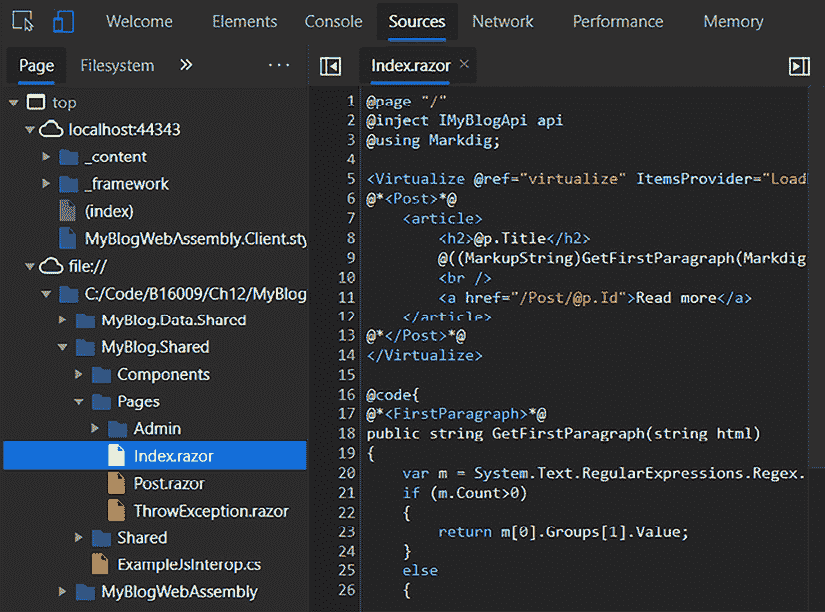 Welcome Elements Console Sources Network Performance Memory
Page Filesystem » ··· Index.razor ×
top
localhost:44343
_content
_framework
(index)
MyBlogWebAssembly.Client.sty
file://
C:/Code/B16009/Ch12/MyBlog
MyBlog.Data.Shared
MyBlog.Shared
Components
Pages
Admin
Index.razor
Post.razor
ThrowException.razor
Shared
ExampleJsInterop.cs
MyBlogWebAssembly
1 @page "/"
2 @inject IMyBlogApi api
3 @using Markdig;
4
5 <Virtualize @ref="virtualize" ItemsProvider="Load
6 @*<Post>*@
7 <article>
8 <h2>@p.Title</h2>
9 @((MarkupString)GetFirstParagraph(Markdig
10 <br />
11 <a href="/Post/@p.Id">Read more</a>
12 </article>
13 @*</Post>*@
14 </Virtualize>
15
16 @code{
17 @*<FirstParagraph>*@
18 public string GetFirstParagraph(string html)
19 {
20 var m = System.Text.RegularExpressions.Regex.
21 if (m.Count>0)
22 {
23 return m[0].Groups[1].Value;
24 }
25 else
26 {